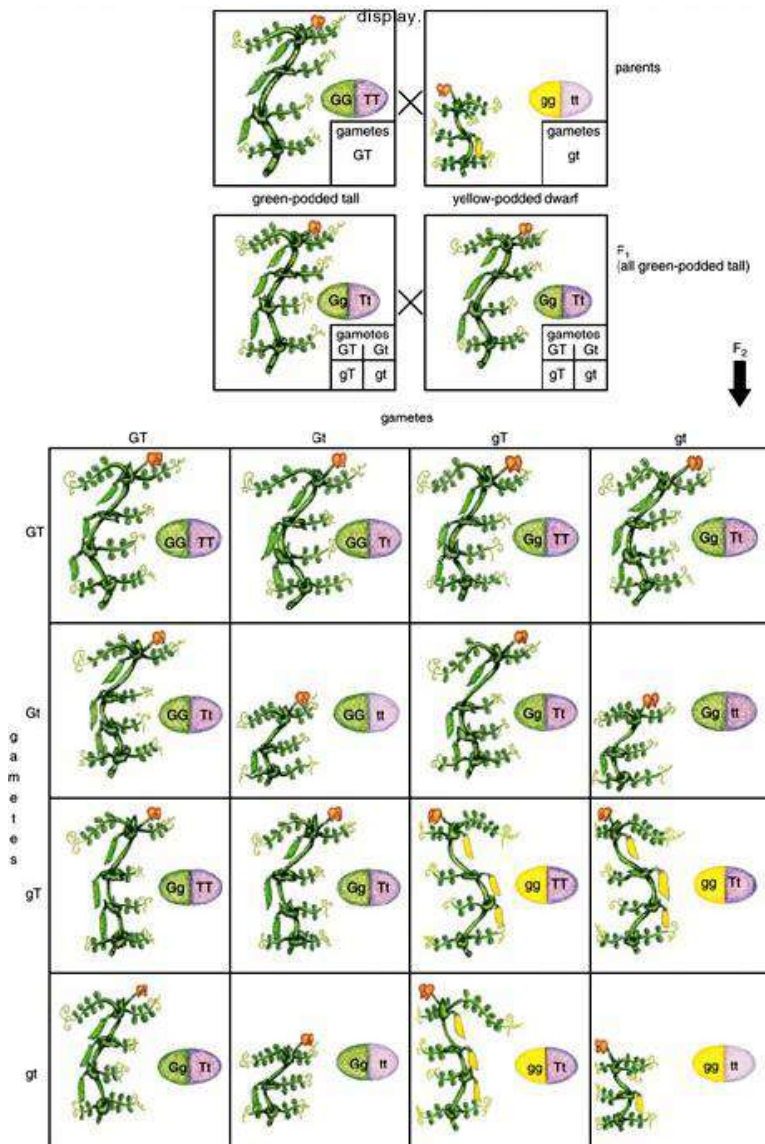 display.
parents
GG TT
gg tt
gametes
GT
gametes
gt
green-podded tall
yellow-podded dwarf
F1
(all green-podded tall)
Gg Tt
Gg Tt
gametes
GT Gt
gT gt
gametes
GT Gt
gT gt
F2
gametes
GT Gt gT gt
gametes
GT
GG TT
GG Tt
Gg TT
Gg Tt
Gt
GG Tt
GG tt
Gg Tt
Gg tt
gT
Gg TT
Gg Tt
gg TT
gg Tt
gt
Gg Tt
Gg tt
gg Tt
gg tt